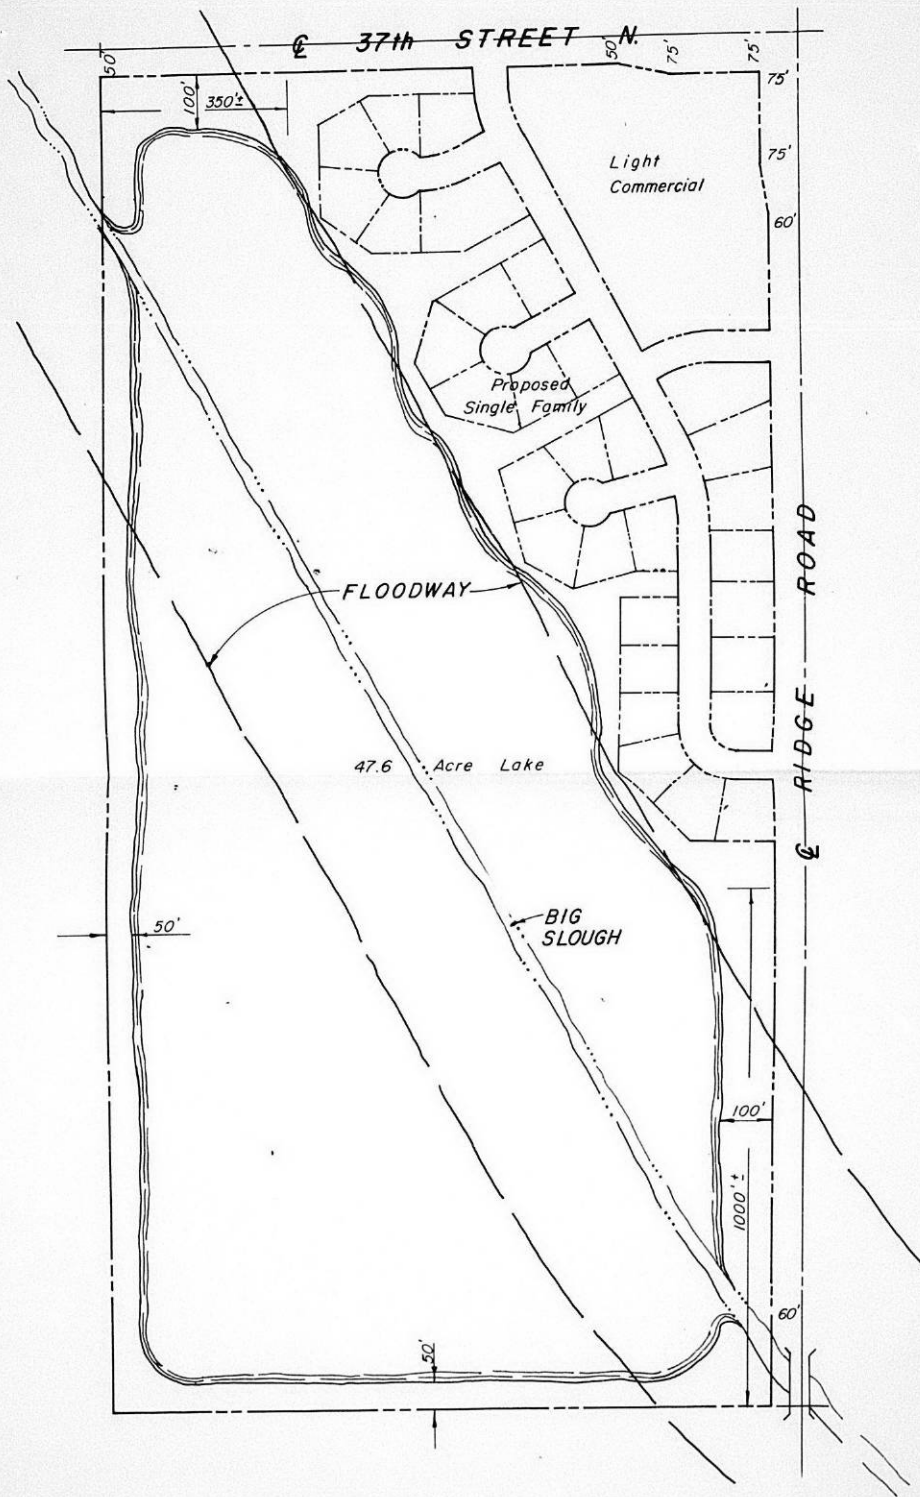 ℄ 37th STREET N.
50'
50'
75'
75'
75'
100'
350'±
75'
Light
Commercial
60'
Proposed
Single Family
FLOODWAY
℄ RIDGE ROAD
47.6 Acre Lake
BIG
SLOUGH
50'
100'
1000'±
60'
50'